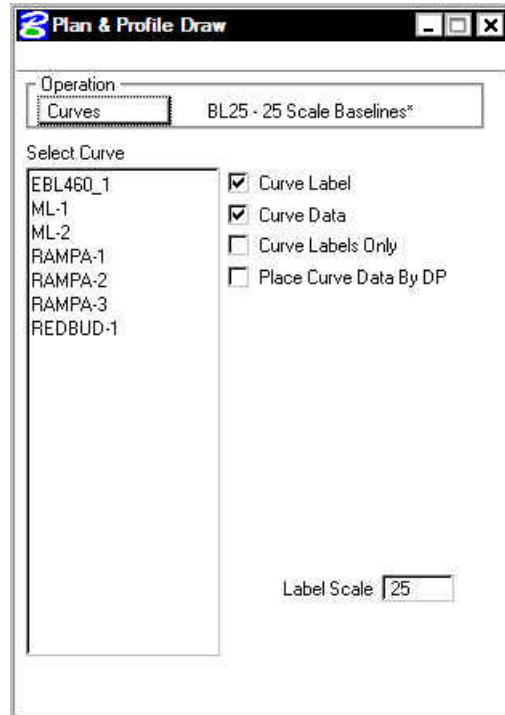 Plan & Profile Draw
Operation
Curves BL25 - 25 Scale Baselines*
Select Curve
EBL460_1
ML-1
ML-2
RAMPA-1
RAMPA-2
RAMPA-3
REDBUD-1
Curve Label
Curve Data
Curve Labels Only
Place Curve Data By DP
Label Scale 25